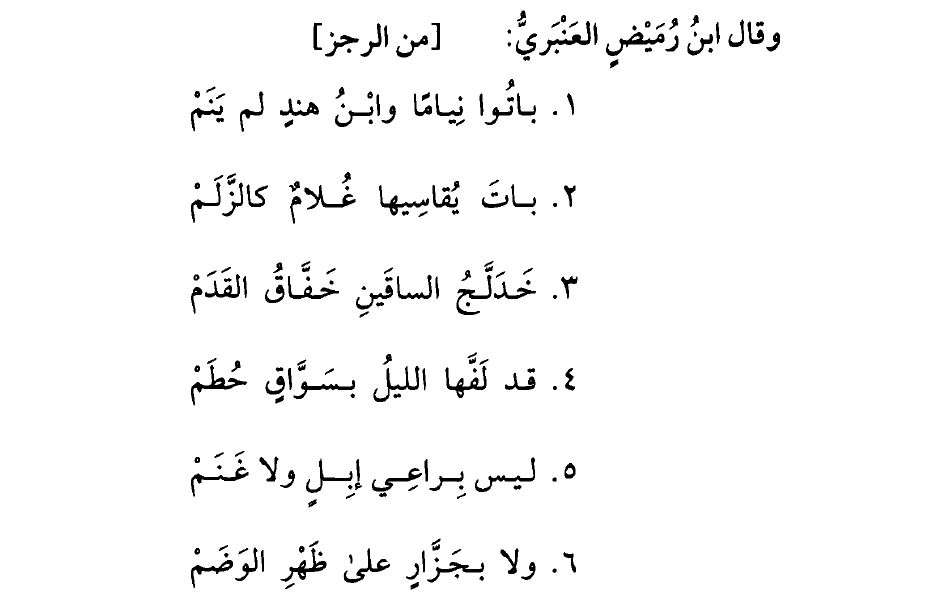 وقال ابنُ رُمَيْضٍ العَنْبَريُّ: [من الرجز]
١. باتُوا نِيامًا وابْنُ هندٍ لم يَنَمْ
٢. باتَ يُقاسِيها غُلامٌ كالزَّلَمْ
٣. خَدَلَّجُ الساقَينِ خَفَّاقُ القَدَمْ
٤. قد لَفَّها الليلُ بسَوَّاقٍ حُطَمْ
٥. ليس بِراعِي إبِلٍ ولا غَنَمْ
٦. ولا بجَزَّارٍ علىٰ ظَهْرِ الوَضَمْ